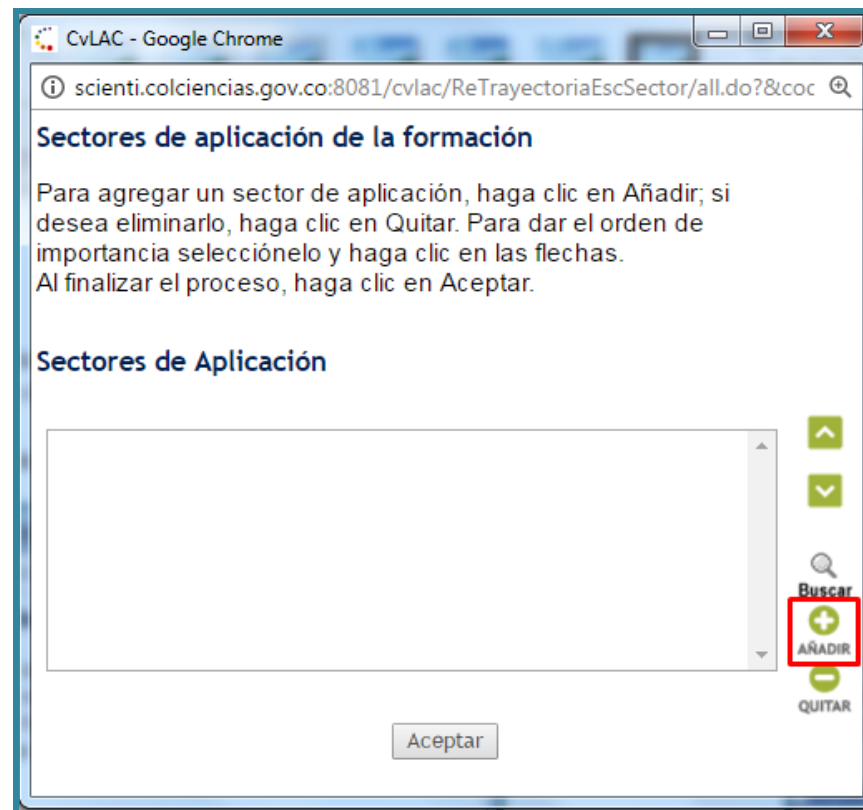 CvLAC - Google Chrome
scienti.colciencias.gov.co:8081/cvlac/ReTrayectoriaEscSector/all.do?&coc
Sectores de aplicación de la formación
Para agregar un sector de aplicación, haga clic en Añadir; si
desea eliminarlo, haga clic en Quitar. Para dar el orden de
importancia selecciónelo y haga clic en las flechas.
Al finalizar el proceso, haga clic en Aceptar.
Sectores de Aplicación
Buscar
AÑADIR
QUITAR
Aceptar